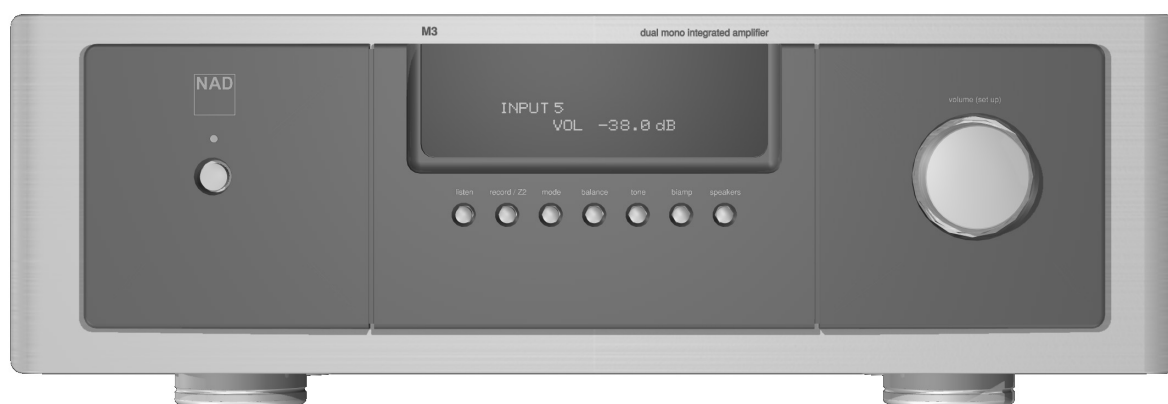 M3 dual mono integrated amplifier
NAD
INPUT 5
VOL -38.0 dB
volume (set up)
listen record / Z2 mode balance tone biamp speakers